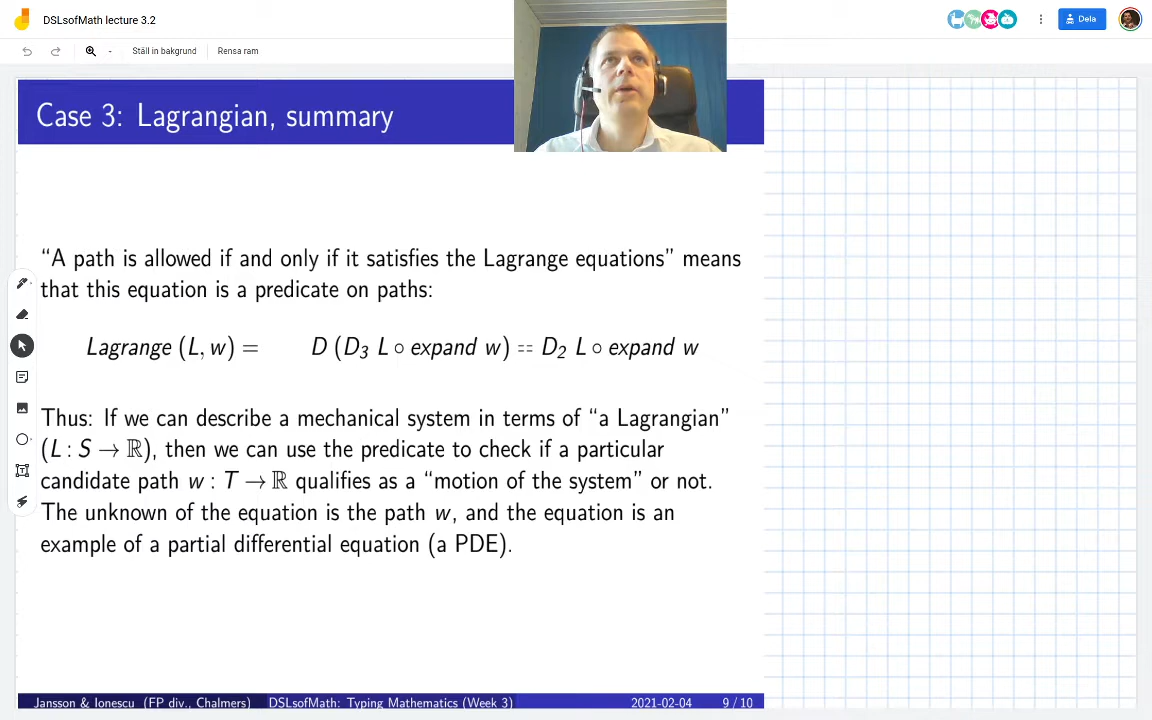 DSLsofMath lecture 3.2
Dela
Ställ in bakgrund
Rensa ram
Case 3: Lagrangian, summary
“A path is allowed if and only if it satisfies the Lagrange equations” means
that this equation is a predicate on paths:
Lagrange (L, w) = D (D₃ L ∘ expand w) == D₂ L ∘ expand w
Thus: If we can describe a mechanical system in terms of “a Lagrangian”
(L : S → ℝ), then we can use the predicate to check if a particular
candidate path w : T → ℝ qualifies as a “motion of the system” or not.
The unknown of the equation is the path w, and the equation is an
example of a partial differential equation (a PDE).
Jansson & Ionescu (FP div., Chalmers) DSLsofMath: Typing Mathematics (Week 3) 2021-02-04 9 / 10